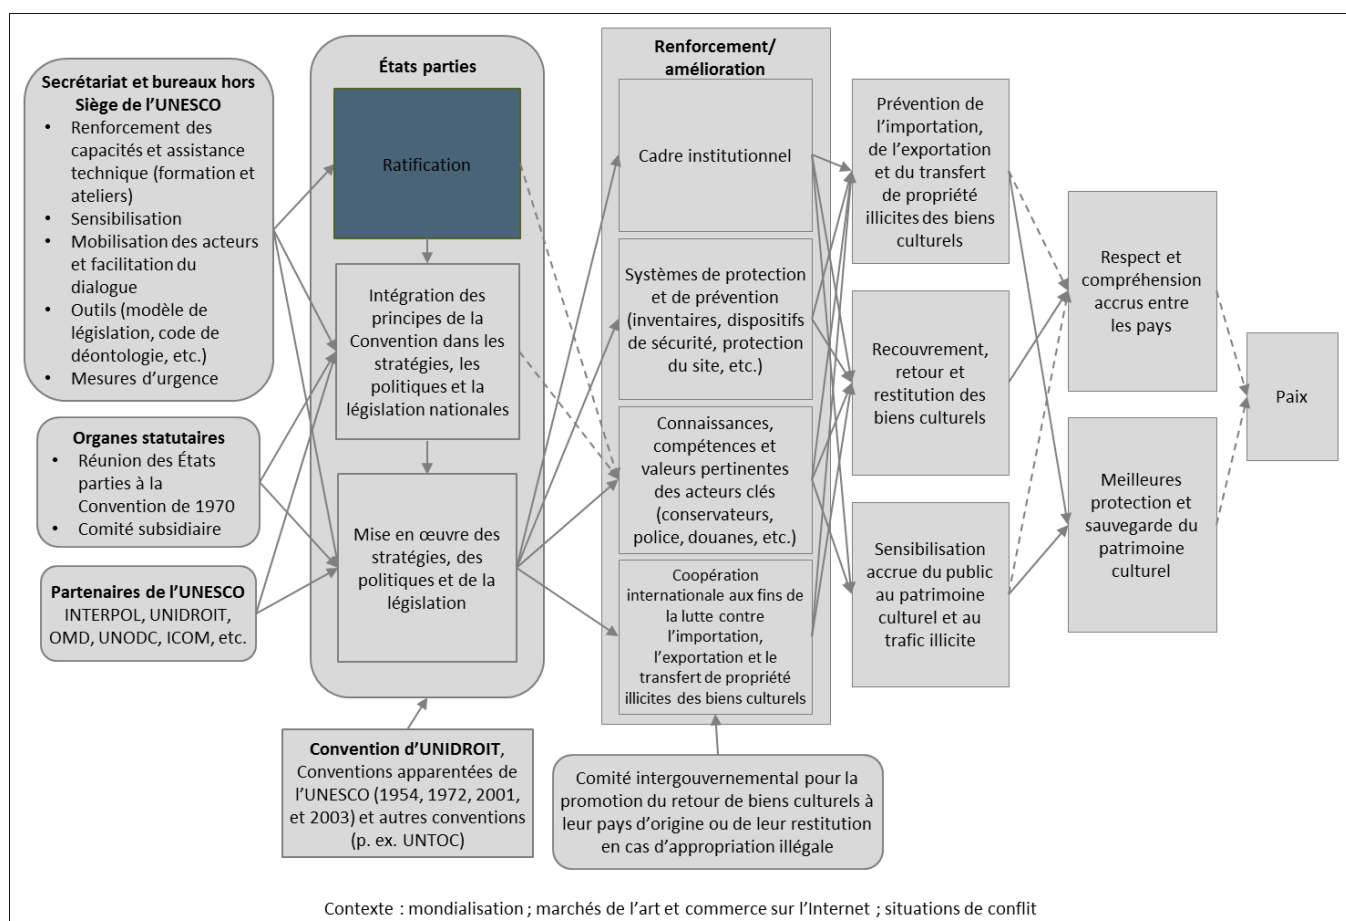 Secrétariat et bureaux hors
Siège de l’UNESCO
• Renforcement des
capacités et assistance
technique (formation et
ateliers)
• Sensibilisation
• Mobilisation des acteurs
et facilitation du
dialogue
• Outils (modèle de
législation, code de
déontologie, etc.)
• Mesures d’urgence
Organes statutaires
• Réunion des États
parties à la
Convention de 1970
• Comité subsidiaire
Partenaires de l’UNESCO
INTERPOL, UNIDROIT,
OMD, UNODC, ICOM, etc.
États parties
Ratification
Intégration des
principes de la
Convention dans les
stratégies, les
politiques et la
législation nationales
Mise en œuvre des
stratégies, des
politiques et de la
législation
Convention d’UNIDROIT,
Conventions apparentées de
l’UNESCO (1954, 1972, 2001,
et 2003) et autres conventions
(p. ex. UNTOC)
Renforcement/
amélioration
Cadre institutionnel
Systèmes de protection
et de prévention
(inventaires, dispositifs
de sécurité, protection
du site, etc.)
Connaissances,
compétences et
valeurs pertinentes
des acteurs clés
(conservateurs,
police, douanes, etc.)
Coopération
internationale aux fins de
la lutte contre
l’importation,
l’exportation et le
transfert de propriété
illicites des biens culturels
Comité intergouvernemental pour la
promotion du retour de biens culturels à
leur pays d’origine ou de leur restitution
en cas d’appropriation illégale
Prévention de
l’importation,
de l’exportation
et du transfert
de propriété
illicites des biens
culturels
Recouvrement,
retour et
restitution des
biens culturels
Sensibilisation
accrue du public
au patrimoine
culturel et au
trafic illicite
Respect et
compréhension
accrus entre
les pays
Meilleures
protection et
sauvegarde du
patrimoine
culturel
Paix
Contexte : mondialisation ; marchés de l’art et commerce sur l’Internet ; situations de conflit